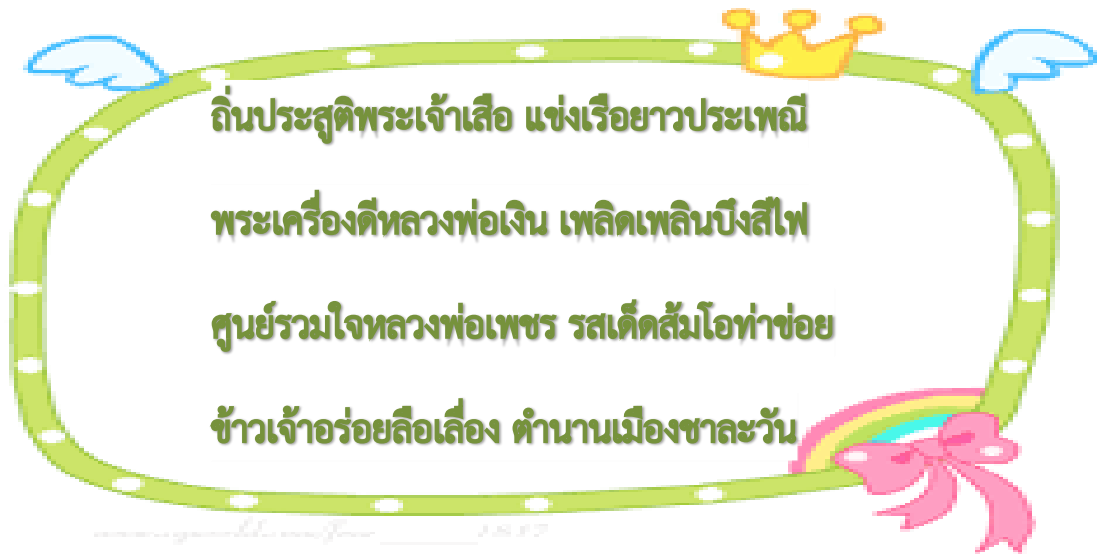 ถิ่นประสูติพระเจ้าเสือ แข่งเรือยาวประเพณี
พระเครื่องดีหลวงพ่อเงิน เพลิดเพลินบึงสีไฟ
ศูนย์รวมใจหลวงพ่อเพชร รสเด็ดส้มโอท่าข่อย
ข้าวเจ้าอร่อยลือเลื่อง ตำนานเมืองชาละวัน